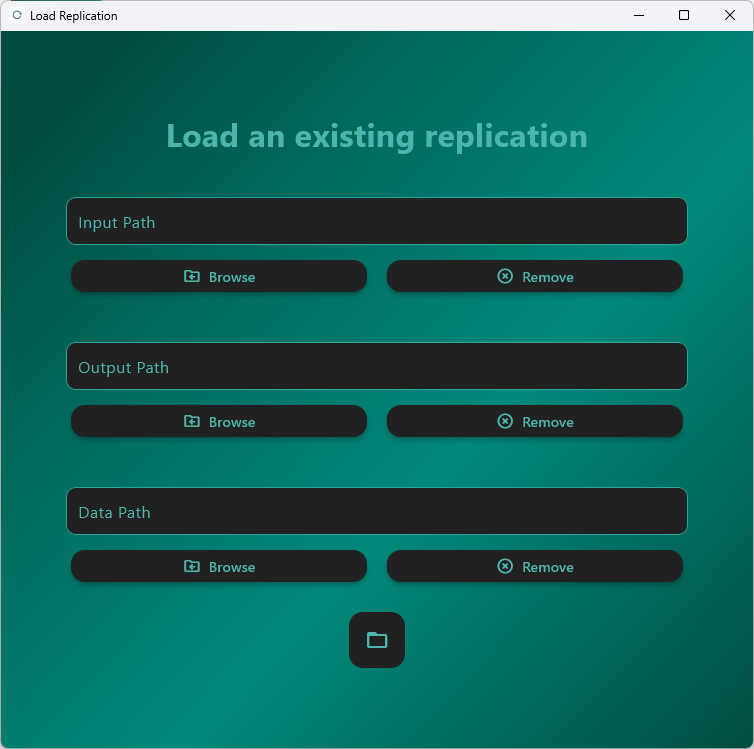 Load Replication
Load an existing replication
Input Path
Browse
Remove
Output Path
Browse
Remove
Data Path
Browse
Remove